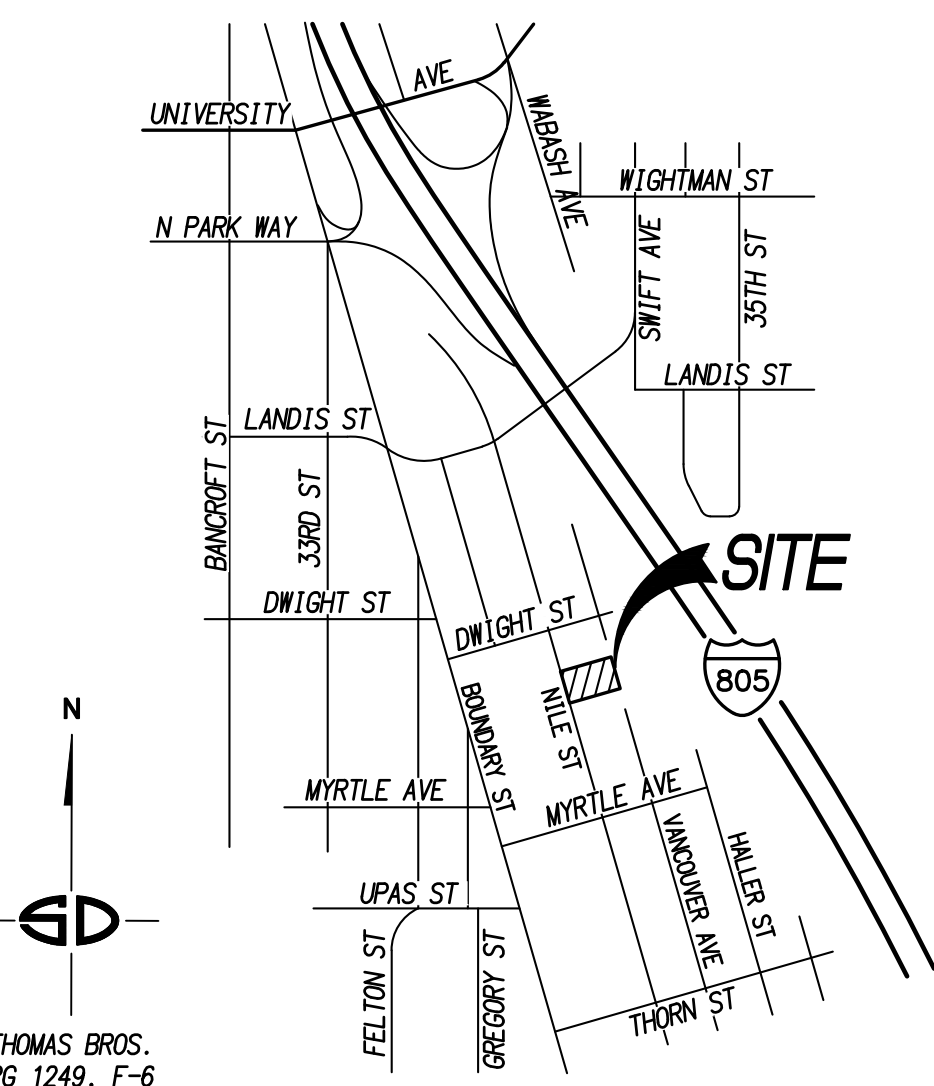 UNIVERSITY AVE
WABASH AVE
WIGHTMAN ST
N PARK WAY
SWIFT AVE
35TH ST
LANDIS ST
LANDIS ST
BANCROFT ST
33RD ST
SITE
DWIGHT ST
DWIGHT ST
805
N
BOUNDARY ST
NILE ST
MYRTLE AVE
MYRTLE AVE
VANCOUVER AVE
HALLER ST
UPAS ST
FELTON ST
GREGORY ST
THORN ST
SD
THOMAS BROS.
PG 1249, F-6